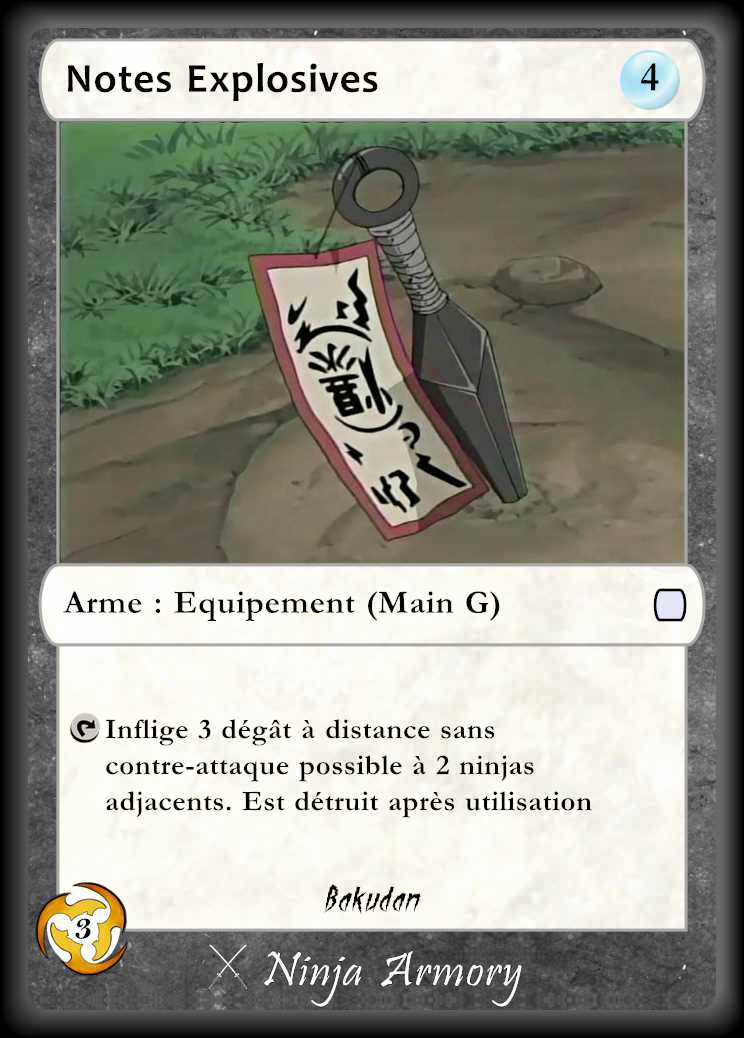 Notes Explosives
4
Arme : Equipement (Main G)
Inflige 3 dégât à distance sans
contre-attaque possible à 2 ninjas
adjacents. Est détruit après utilisation
Bakudan
3
Ninja Armory